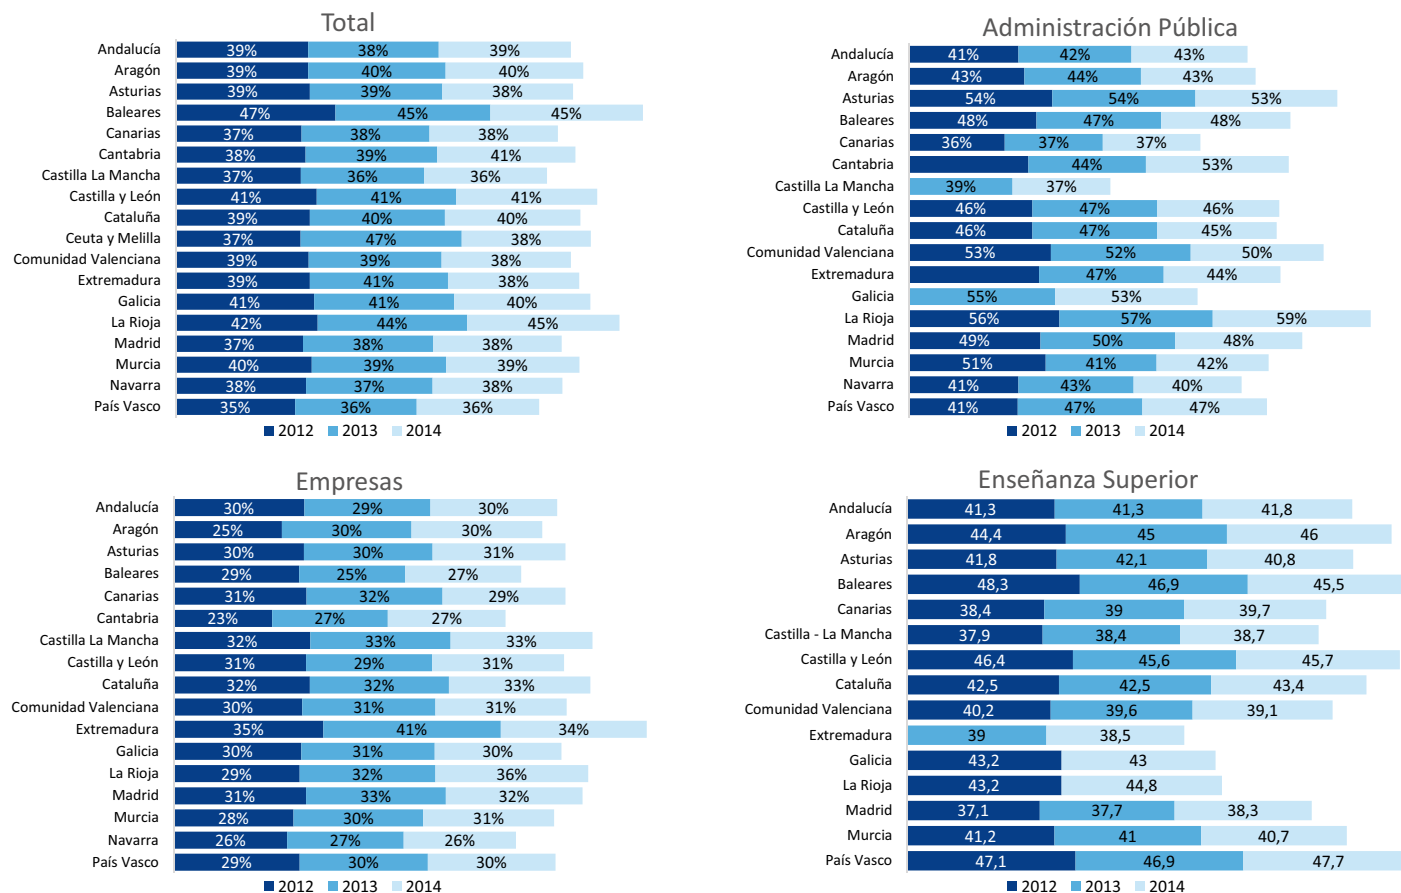 Total
Andalucía 39% 38% 39%
Aragón 39% 40% 40%
Asturias 39% 39% 38%
Baleares 47% 45% 45%
Canarias 37% 38% 38%
Cantabria 38% 39% 41%
Castilla La Mancha 37% 36% 36%
Castilla y León 41% 41% 41%
Cataluña 39% 40% 40%
Ceuta y Melilla 37% 47% 38%
Comunidad Valenciana 39% 39% 38%
Extremadura 39% 41% 38%
Galicia 41% 41% 40%
La Rioja 42% 44% 45%
Madrid 37% 38% 38%
Murcia 40% 39% 39%
Navarra 38% 37% 38%
País Vasco 35% 36% 36%
2012 2013 2014
Administración Pública
Andalucía 41% 42% 43%
Aragón 43% 44% 43%
Asturias 54% 54% 53%
Baleares 48% 47% 48%
Canarias 36% 37% 37%
Cantabria 44% 53%
Castilla La Mancha 39% 37%
Castilla y León 46% 47% 46%
Cataluña 46% 47% 45%
Comunidad Valenciana 53% 52% 50%
Extremadura 47% 44%
Galicia 55% 53%
La Rioja 56% 57% 59%
Madrid 49% 50% 48%
Murcia 51% 41% 42%
Navarra 41% 43% 40%
País Vasco 41% 47% 47%
2012 2013 2014
Empresas
Andalucía 30% 29% 30%
Aragón 25% 30% 30%
Asturias 30% 30% 31%
Baleares 29% 25% 27%
Canarias 31% 32% 29%
Cantabria 23% 27% 27%
Castilla La Mancha 32% 33% 33%
Castilla y León 31% 29% 31%
Cataluña 32% 32% 33%
Comunidad Valenciana 30% 31% 31%
Extremadura 35% 41% 34%
Galicia 30% 31% 30%
La Rioja 29% 32% 36%
Madrid 31% 33% 32%
Murcia 28% 30% 31%
Navarra 26% 27% 26%
País Vasco 29% 30% 30%
2012 2013 2014
Enseñanza Superior
Andalucía 41,3 41,3 41,8
Aragón 44,4 45 46
Asturias 41,8 42,1 40,8
Baleares 48,3 46,9 45,5
Canarias 38,4 39 39,7
Castilla - La Mancha 37,9 38,4 38,7
Castilla y León 46,4 45,6 45,7
Cataluña 42,5 42,5 43,4
Comunidad Valenciana 40,2 39,6 39,1
Extremadura 39 38,5
Galicia 43,2 43
La Rioja 43,2 44,8
Madrid 37,1 37,7 38,3
Murcia 41,2 41 40,7
País Vasco 47,1 46,9 47,7
2012 2013 2014